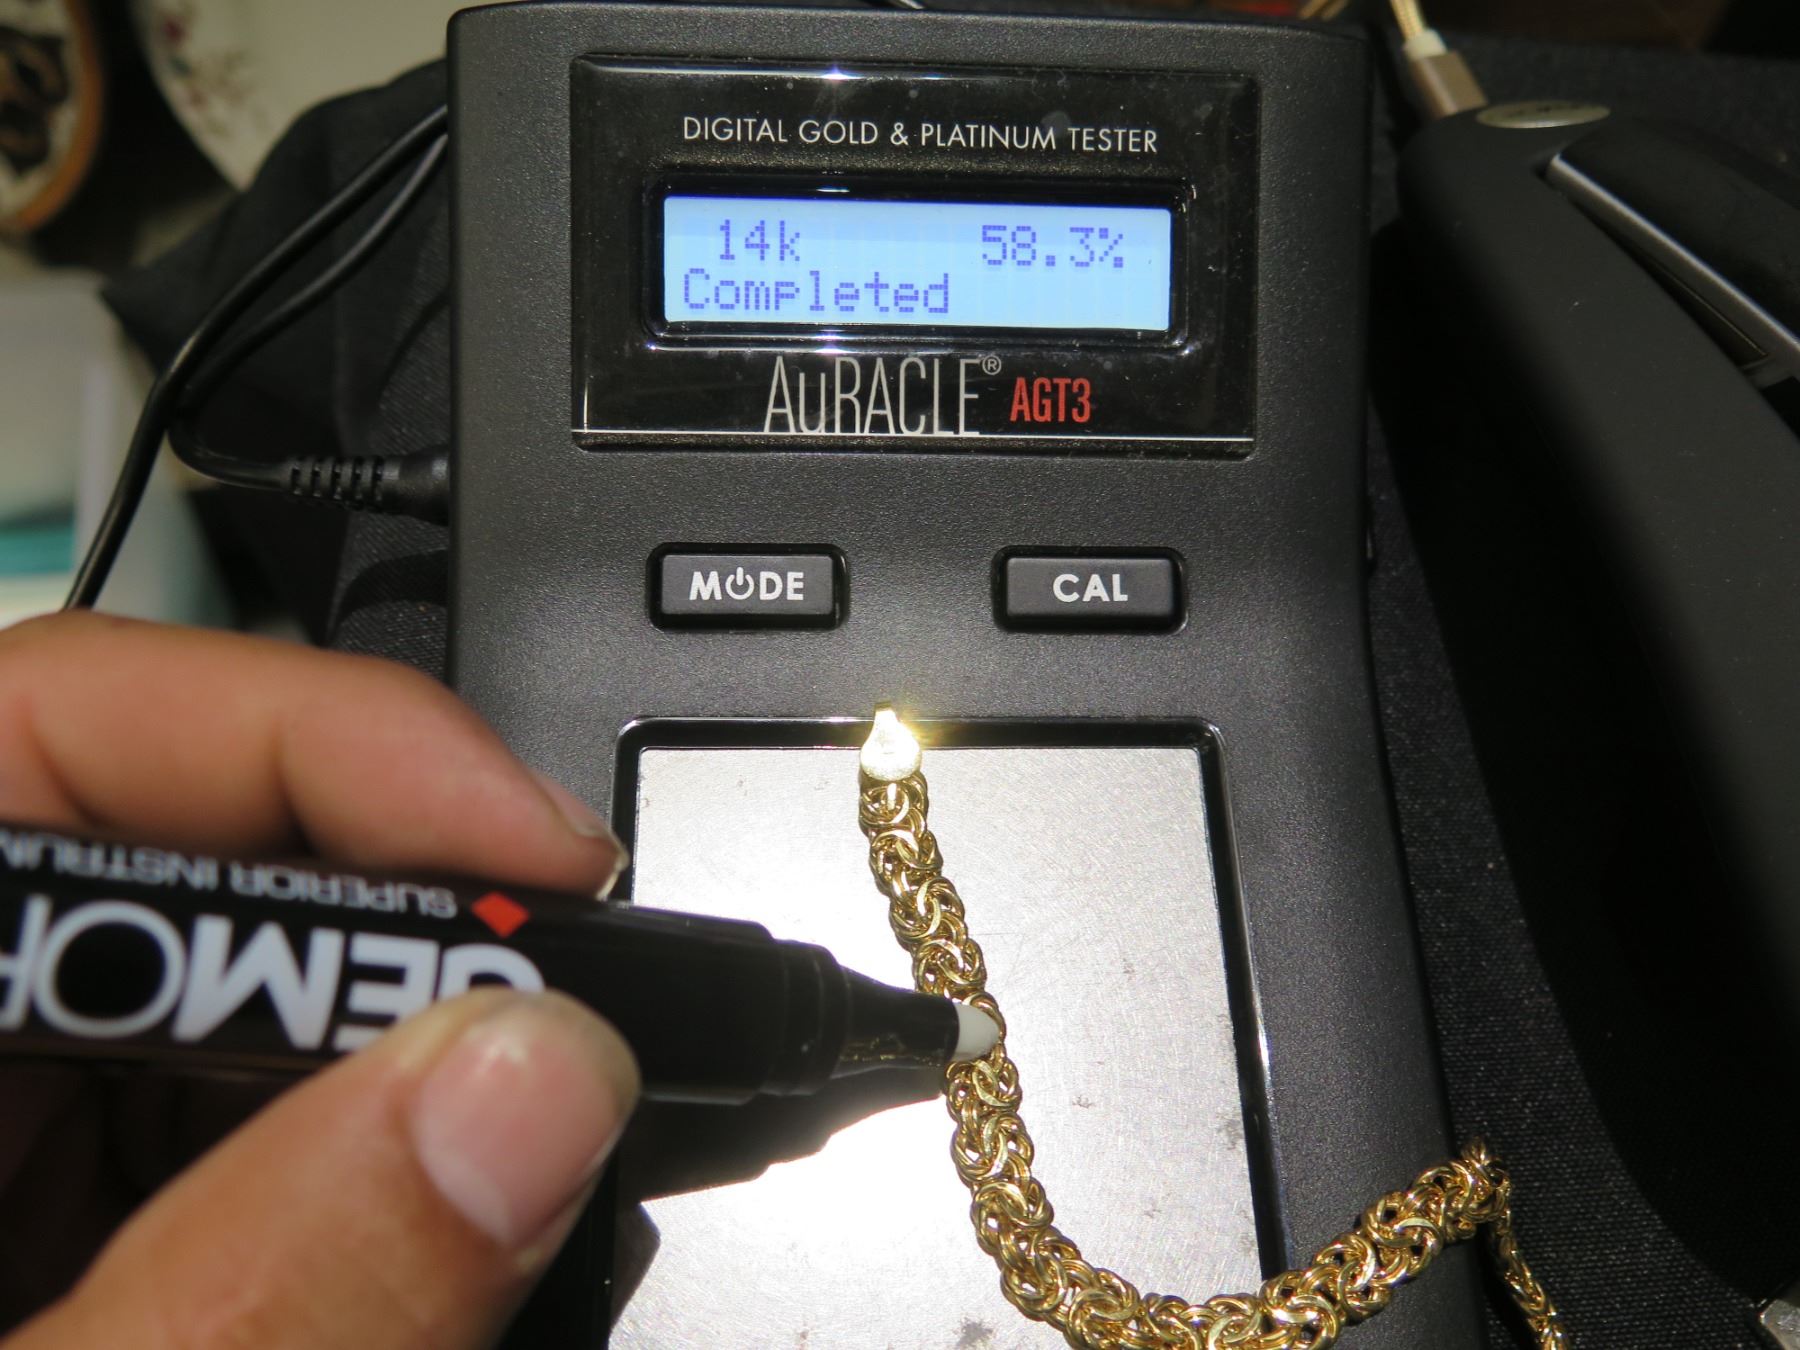 DIGITAL GOLD & PLATINUM TESTER
14k 58.3%
Completed
AuRACLE® AGT3
MODE CAL
SUPERIOR INSTRUM
GEMOR